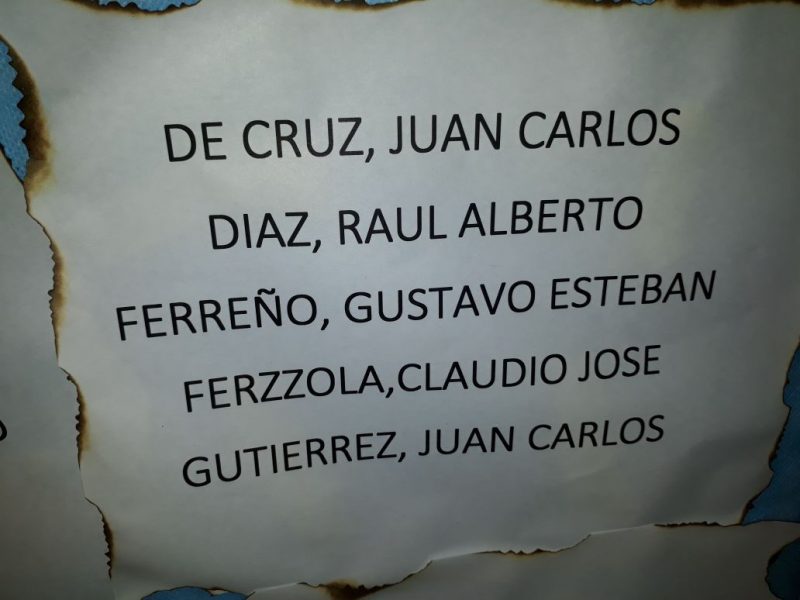 DE CRUZ, JUAN CARLOS
DIAZ, RAUL ALBERTO
FERREÑO, GUSTAVO ESTEBAN
FERZZOLA,CLAUDIO JOSE
GUTIERREZ, JUAN CARLOS